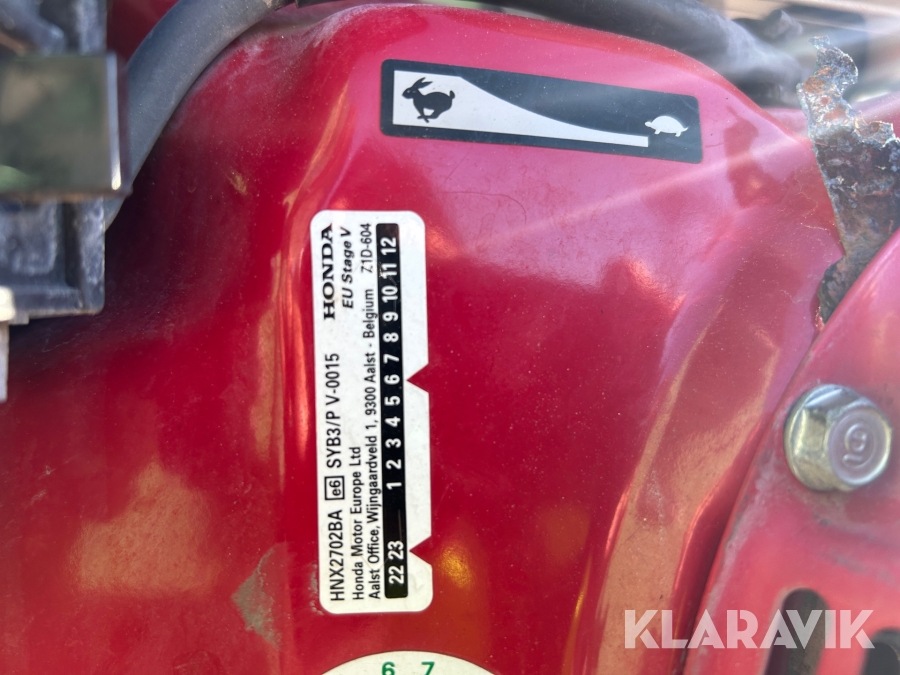 HNX2702BA e6 SYB3/P V-0015 HONDA
Honda Motor Europe Ltd EU Stage V
Aalst Office, Wijngaardveld 1, 9300 Aalst - Belgium Z1D-604
22 23 1 2 3 4 5 6 7 8 9 10 11 12
9
6 7
KLARAVIK